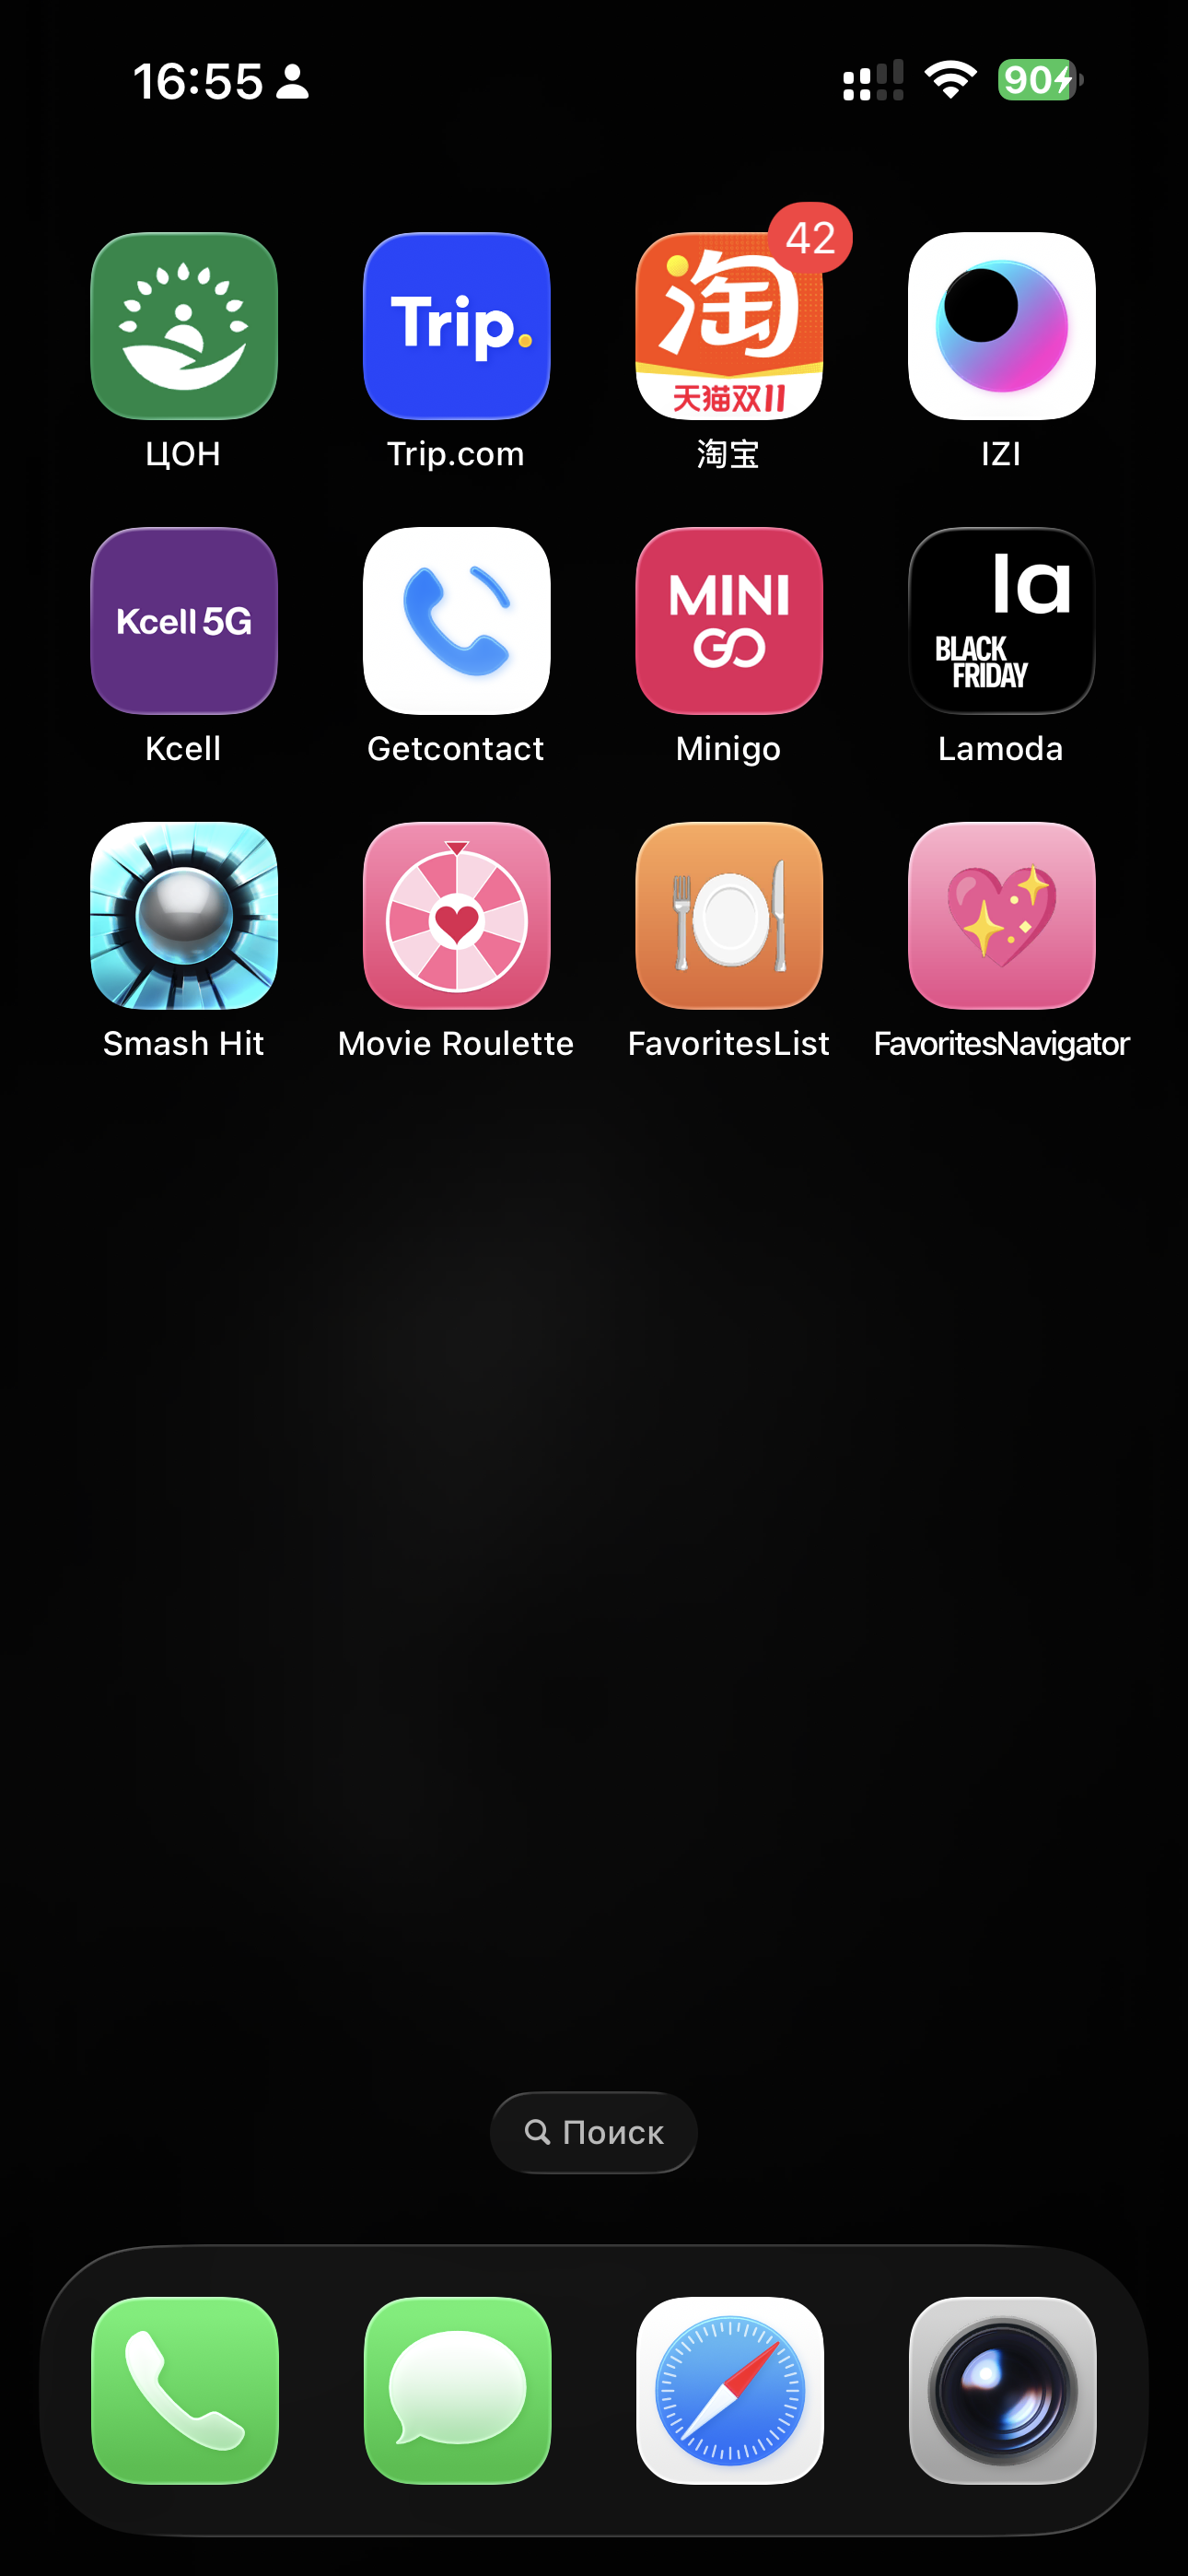 16:55
90
42
Trip.
淘
天猫双11
ЦОН
Trip.com
淘宝
IZI
Kcell 5G
MINI
GO
la
BLACK
FRIDAY
Kcell
Getcontact
Minigo
Lamoda
Smash Hit
Movie Roulette
FavoritesList
FavoritesNavigator
Поиск